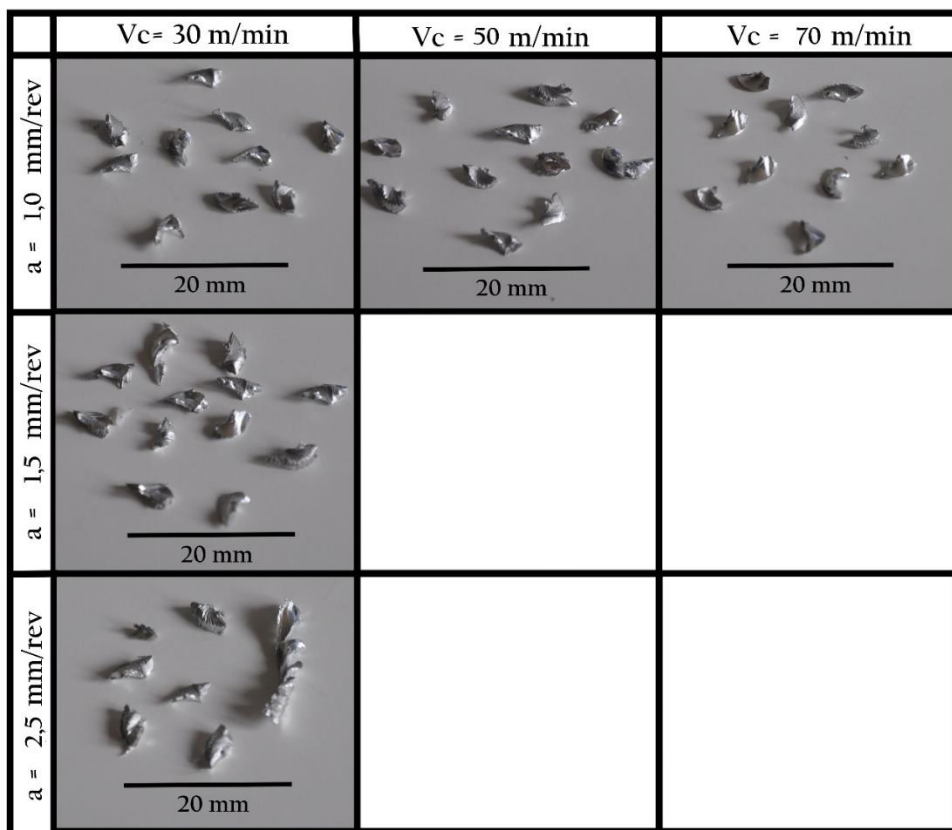 Vc= 30 m/min
Vc = 50 m/min
Vc = 70 m/min
a = 1,0 mm/rev
20 mm
20 mm
20 mm
a = 1,5 mm/rev
20 mm
a = 2,5 mm/rev
20 mm